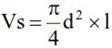 Vs = π/4 d² × l